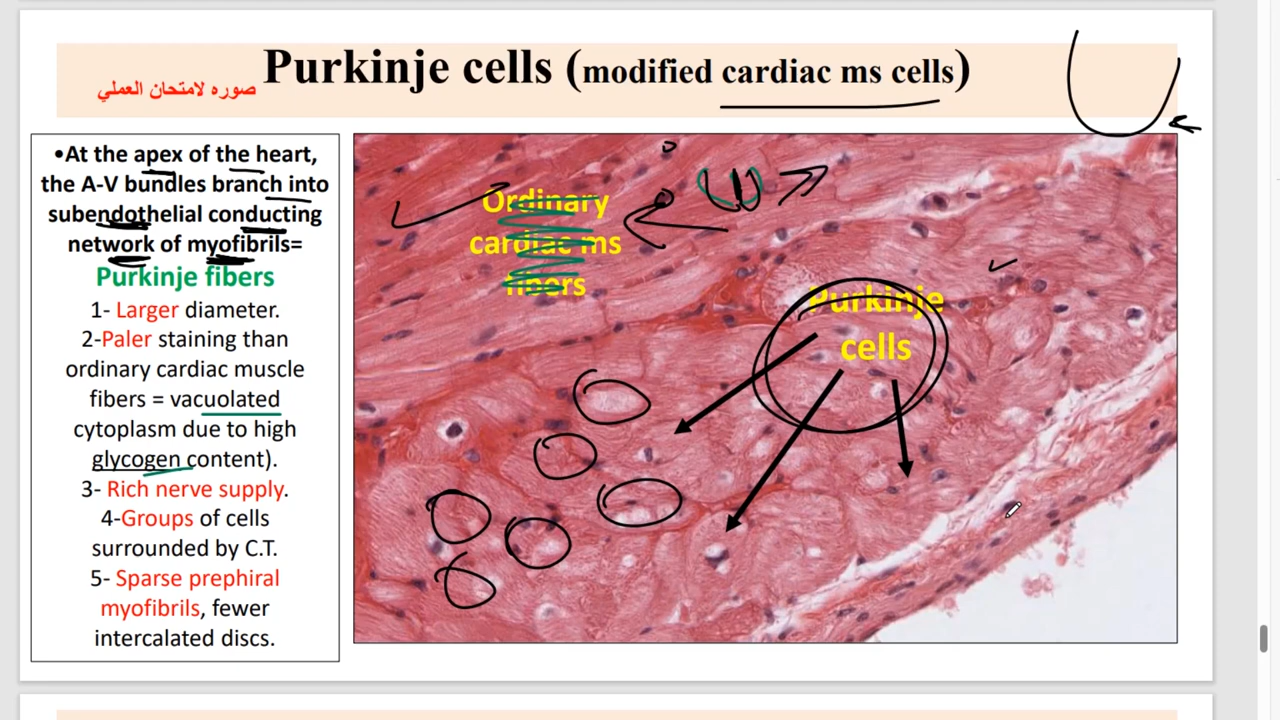 Purkinje cells (modified cardiac ms cells)
صوره لامتحان العملي
•At the apex of the heart,
the A-V bundles branch into
subendothelial conducting
network of myofibrils=
Purkinje fibers
1- Larger diameter.
2-Paler staining than
ordinary cardiac muscle
fibers = vacuolated
cytoplasm due to high
glycogen content).
3- Rich nerve supply.
4-Groups of cells
surrounded by C.T.
5- Sparse prephiral
myofibrils, fewer
intercalated discs.
Ordinary
cardiac ms
fibers
Purkinje
cells